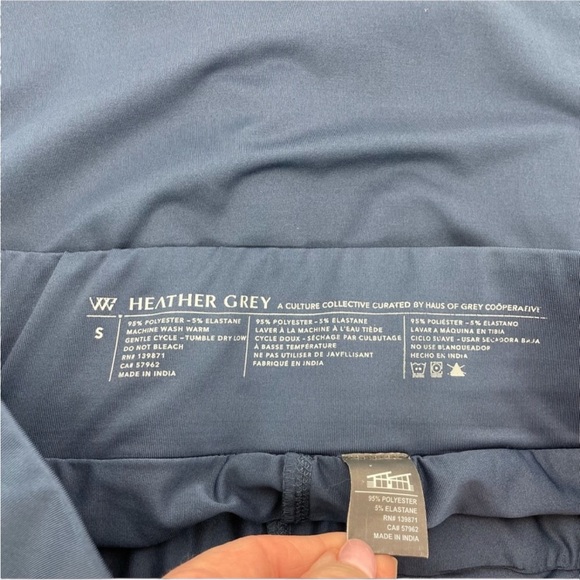 W HEATHER GREY A CULTURE COLLECTIVE CURATED BY HAUS OF GREY COÖPERATIVE
S
95% POLYESTER – 5% ELASTANE
MACHINE WASH WARM
GENTLE CYCLE – TUMBLE DRY LOW
DO NOT BLEACH
RN# 139871
CA# 57962
MADE IN INDIA
95% POLYESTER – 5% ELASTANE
LAVER À LA MACHINE À L'EAU TIÈDE
CYCLE DOUX – SÉCHAGE PAR CULBUTAGE
A BASSE TEMPÉRATURE
NE PAS UTILISER DE JAVELLISANT
FABRIQUÉ EN INDIA
95% POLIÉSTER – 5% ELASTANO
LAVAR A MÀQUINA EN TIBIA
CICLO SUAVE – USAR SECADORA BAJA
NO USE BLANQUEADOR
HECHO EN INDIA
95% POLYESTER
5% ELASTANE
RN# 139871
CA# 57962
MADE IN INDIA